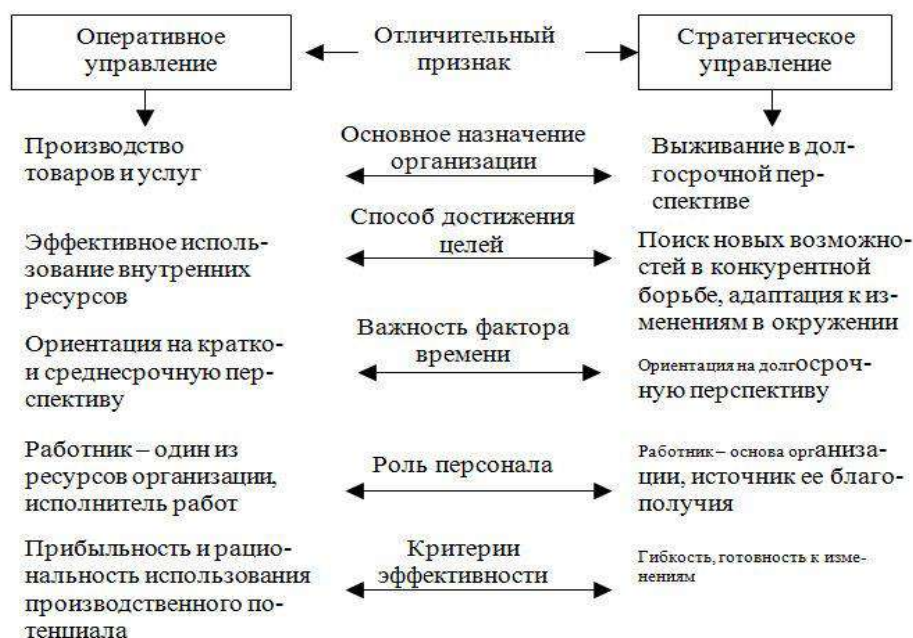 Оперативное
управление
Отличительный
признак
Стратегическое
управление
Производство
товаров и услуг
Основное назначение
организации
Выживание в дол-
госрочной пер-
спективе
Эффективное исполь-
зование внутренних
ресурсов
Способ достижения
целей
Поиск новых возможно-
стей в конкурентной
борьбе, адаптация к из-
менениям в окружении
Ориентация на кратко-
и среднесрочную пер-
спективу
Важность фактора
времени
Ориентация на долгосроч-
ную перспективу
Работник – один из
ресурсов организации,
исполнитель работ
Роль персонала
Работник – основа организа-
ции, источник ее благо-
получия
Прибыльность и рацио-
нальность использования
производственного по-
тенциала
Критерии
эффективности
Гибкость, готовность к изме-
нениям